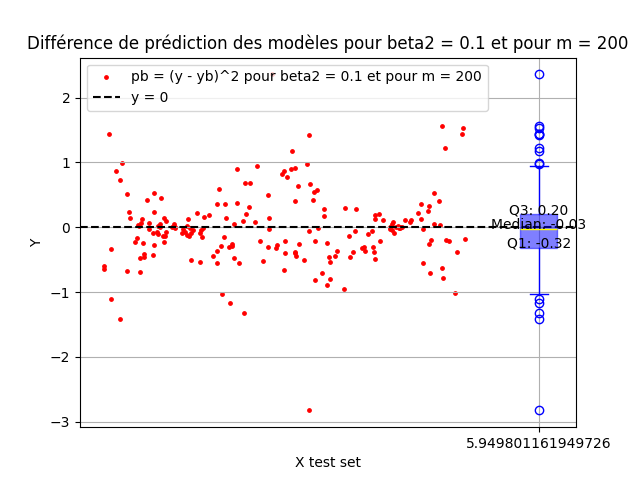 Différence de prédiction des modèles pour beta2 = 0.1 et pour m = 200
pb = (y - yb)^2 pour beta2 = 0.1 et pour m = 200
y = 0
2
1
0
−1
−2
−3
Y
Q3: 0.20
Median: -0.03
Q1: -0.32
5.949801161949726
X test set